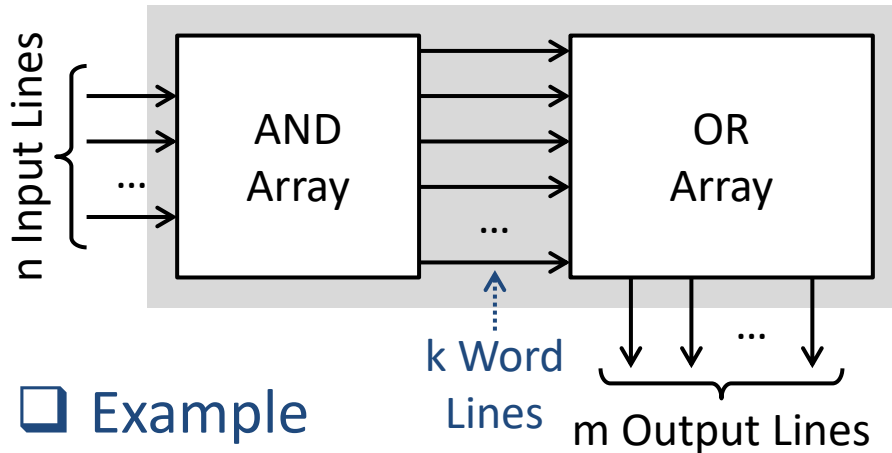 n Input Lines
...
AND
Array
...
OR
Array
...
k Word
Lines
m Output Lines
❑ Example